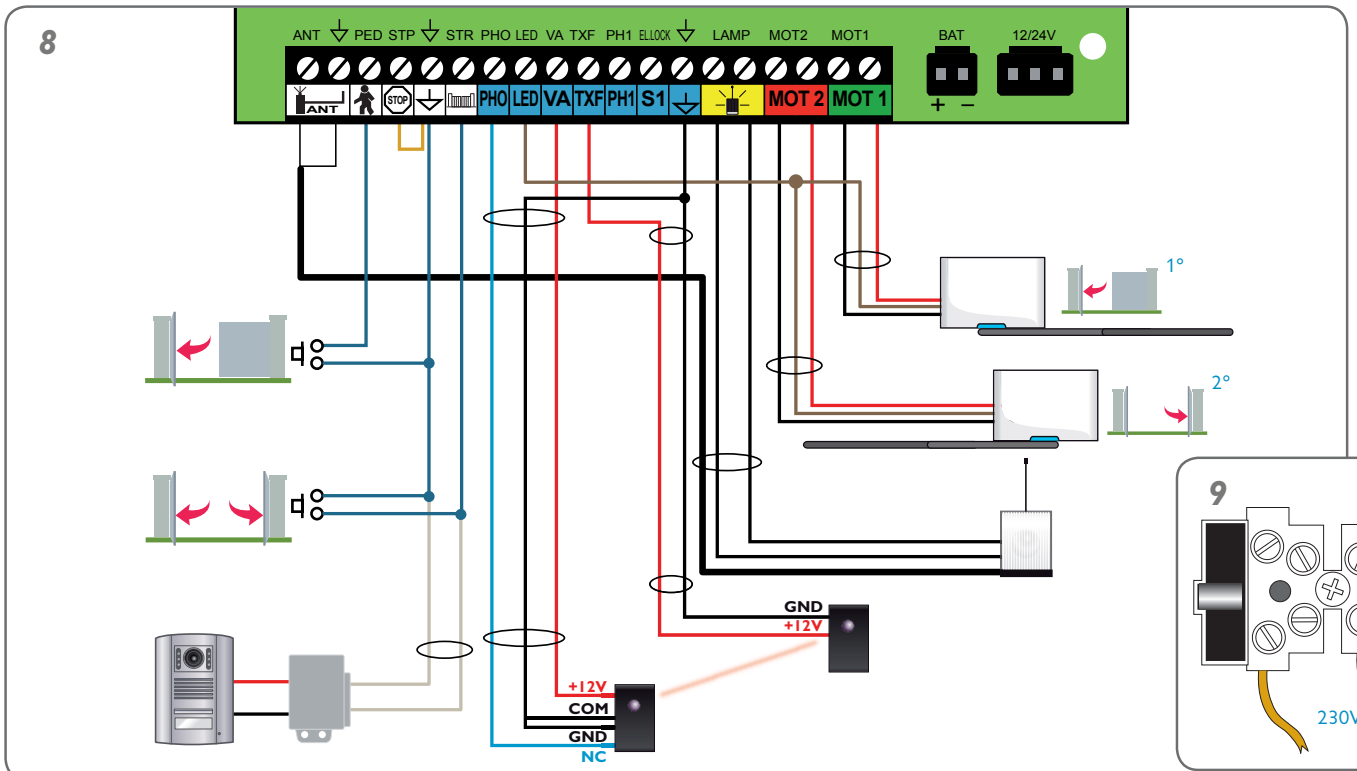 8
ANT PED STP STR PHO LED VA TXF PH1 EL.LOCK LAMP MOT2 MOT1 BAT 12/24V
ANT STOP PHO LED VA TXF PH1 S1 MOT 2 MOT 1
+ −
1°
2°
9
GND
+12V
+12V
COM
GND
NC
230V